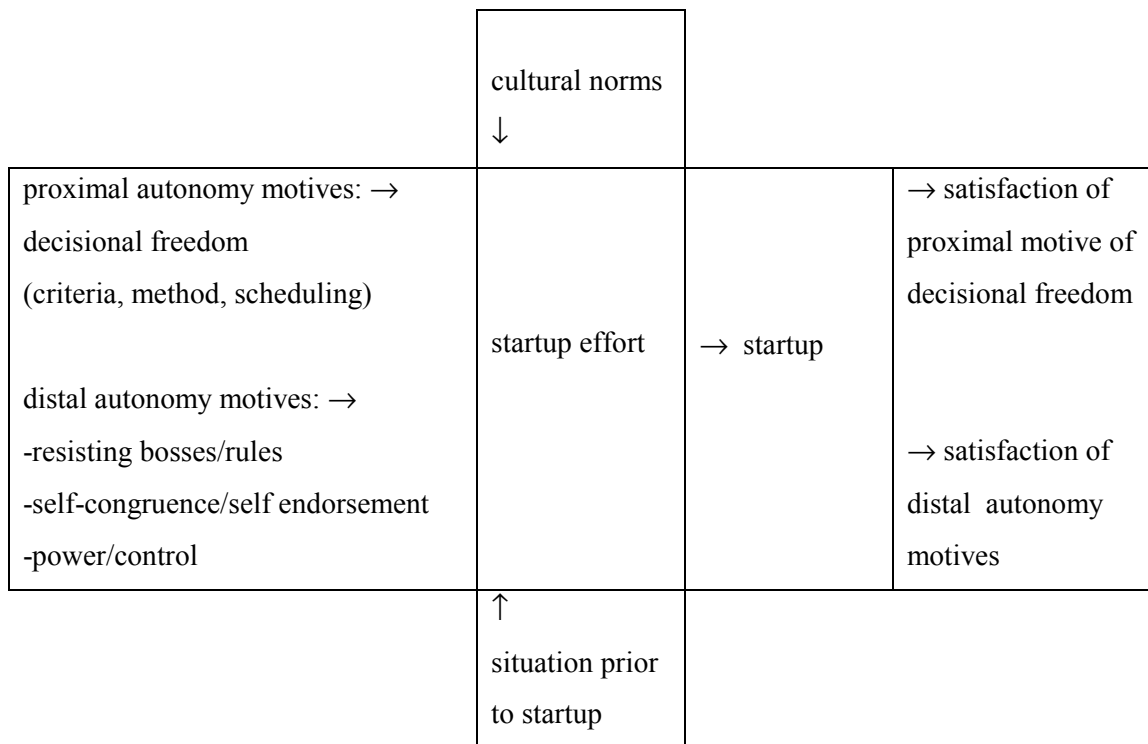 cultural norms
↓
proximal autonomy motives: →
decisional freedom
(criteria, method, scheduling)
distal autonomy motives: →
-resisting bosses/rules
-self-congruence/self endorsement
-power/control
startup effort
→ startup
→ satisfaction of
proximal motive of
decisional freedom
→ satisfaction of
distal autonomy
motives
↑
situation prior
to startup